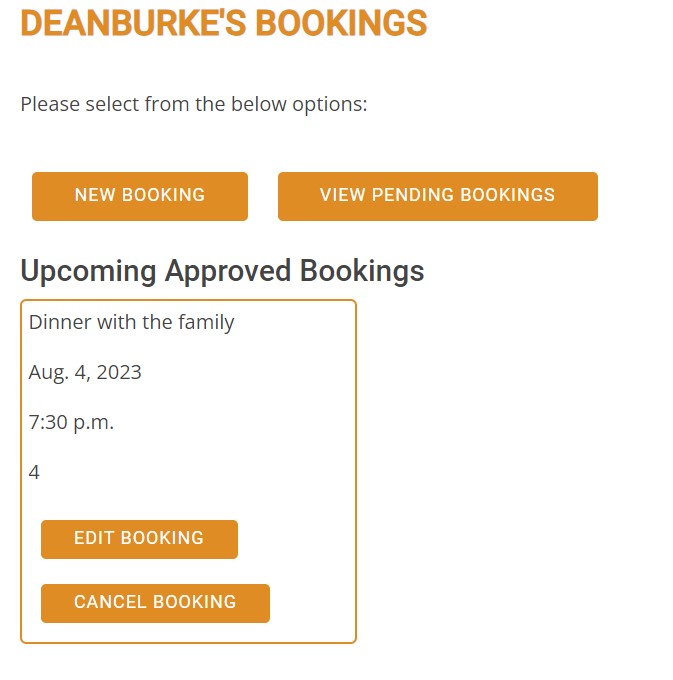 DEANBURKE'S BOOKINGS
Please select from the below options:
NEW BOOKING
VIEW PENDING BOOKINGS
Upcoming Approved Bookings
Dinner with the family
Aug. 4, 2023
7:30 p.m.
4
EDIT BOOKING
CANCEL BOOKING